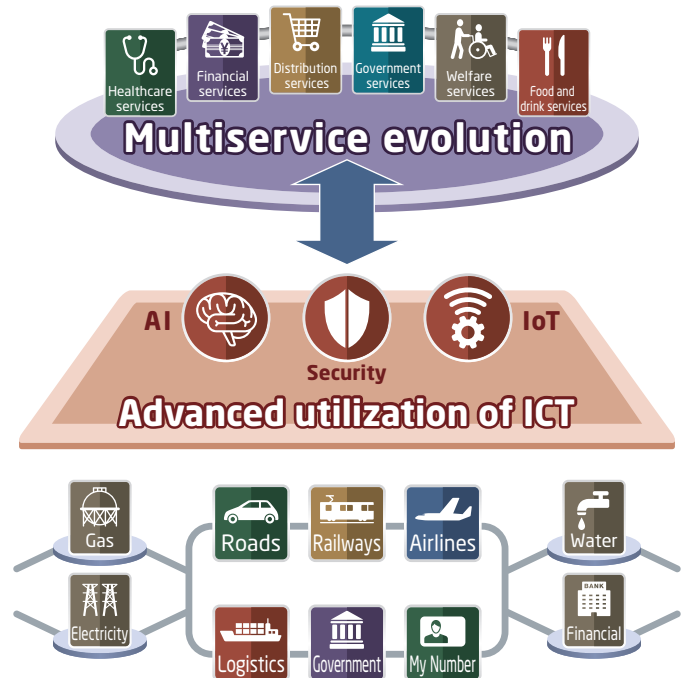 Healthcare
services
Financial
services
Distribution
services
Government
services
Welfare
services
Food and
drink services
Multiservice evolution
AI
IoT
Security
Advanced utilization of ICT
Gas
Roads
Railways
Airlines
Water
Electricity
Logistics
Government
My Number
BANK
Financial